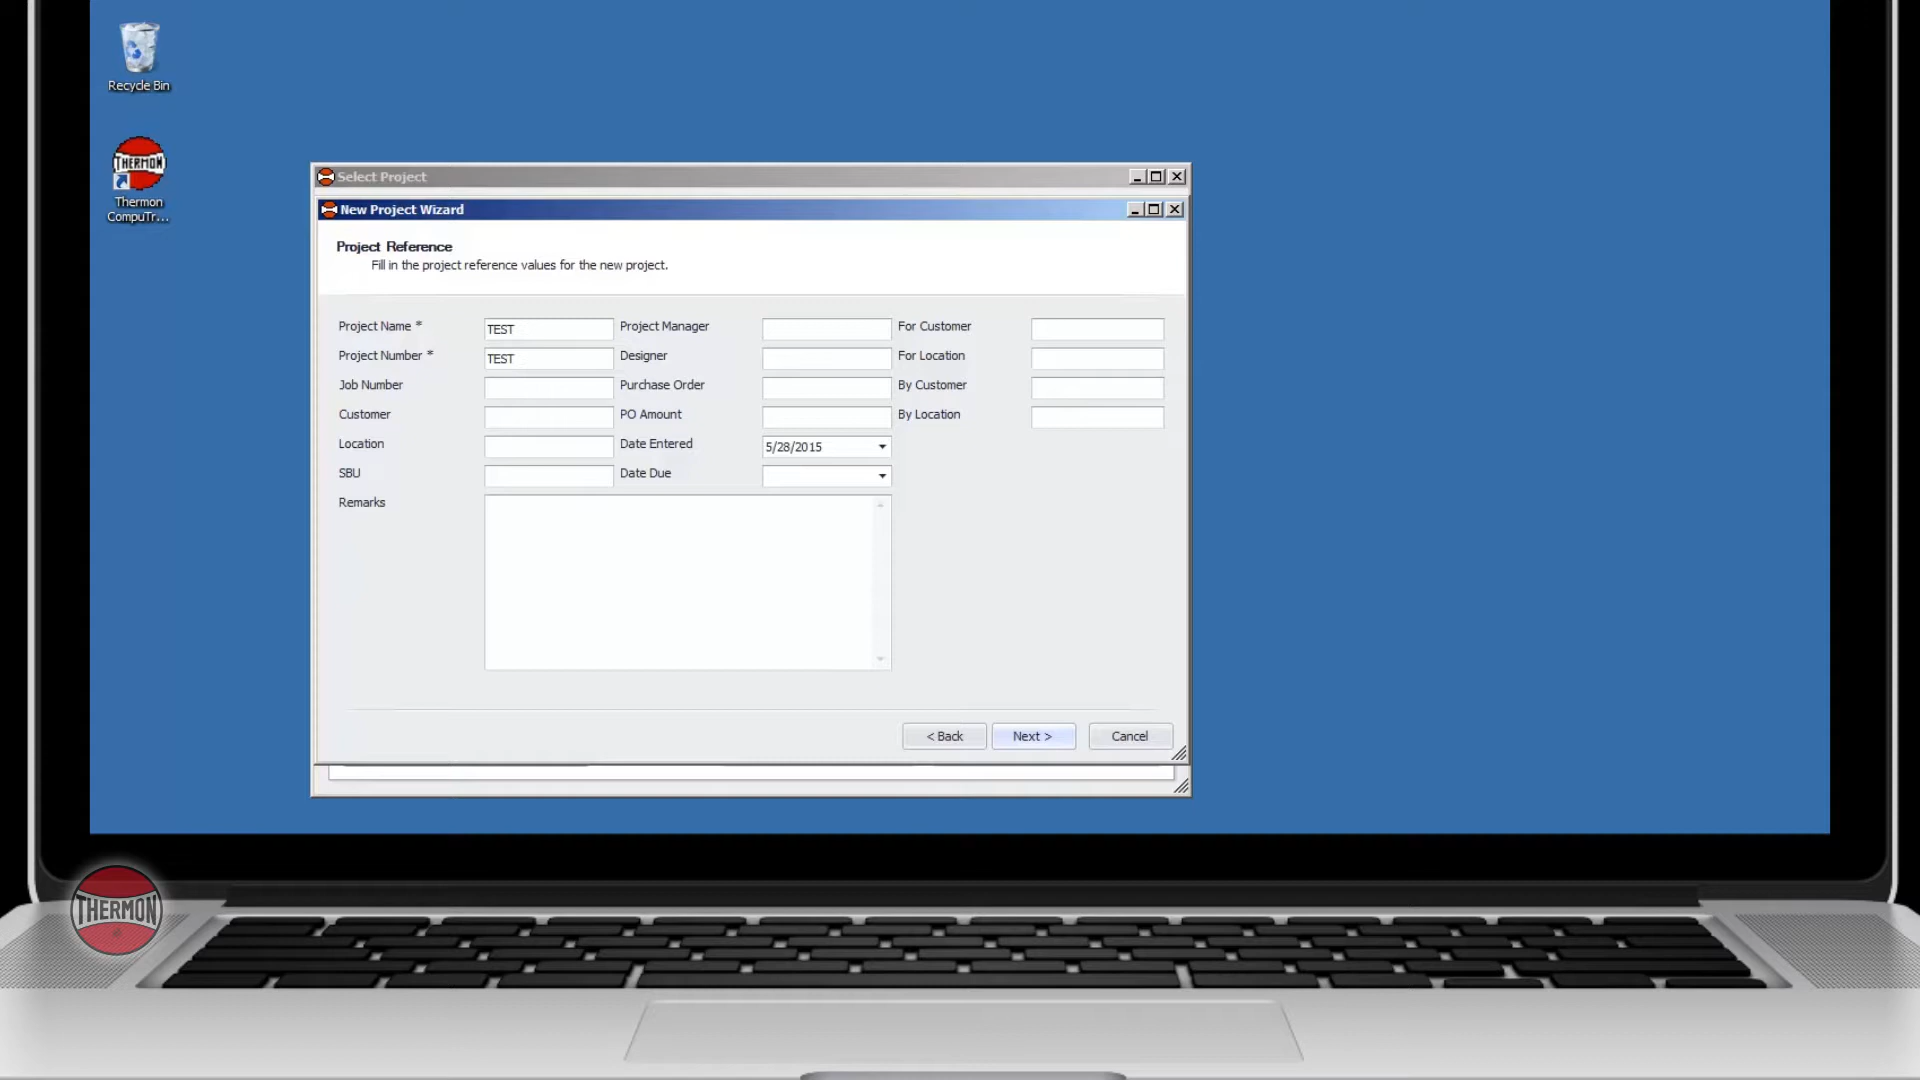 Recycle Bin
THERMON
Thermon
CompuTr...
Select Project
New Project Wizard
Project Reference
Fill in the project reference values for the new project.
Project Name * TEST Project Manager For Customer
Project Number * TEST Designer For Location
Job Number Purchase Order By Customer
Customer PO Amount By Location
Location Date Entered 5/28/2015
SBU Date Due
Remarks
< Back Next > Cancel
THERMON